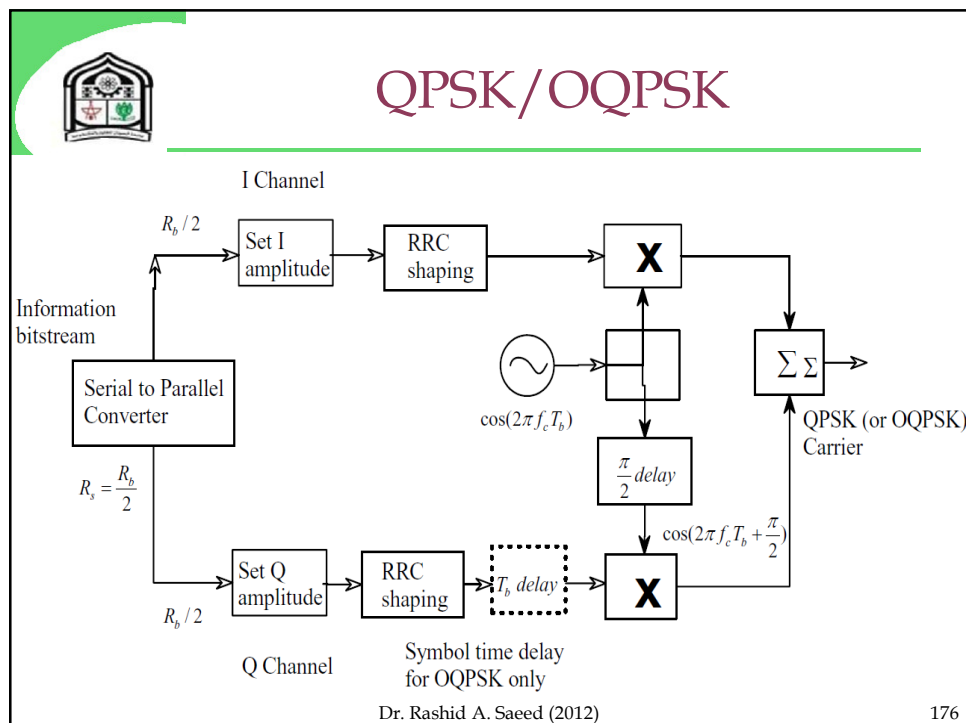 QPSK/OQPSK
I Channel
R_b / 2
Set I
amplitude
RRC
shaping
X
Information
bitstream
Serial to Parallel
Converter
cos(2π f_c T_b)
Σ Σ
QPSK (or OQPSK)
Carrier
R_s = R_b / 2
π/2 delay
cos(2π f_c T_b + π/2)
Set Q
amplitude
RRC
shaping
T_b delay
X
R_b / 2
Q Channel
Symbol time delay
for OQPSK only
Dr. Rashid A. Saeed (2012)
176